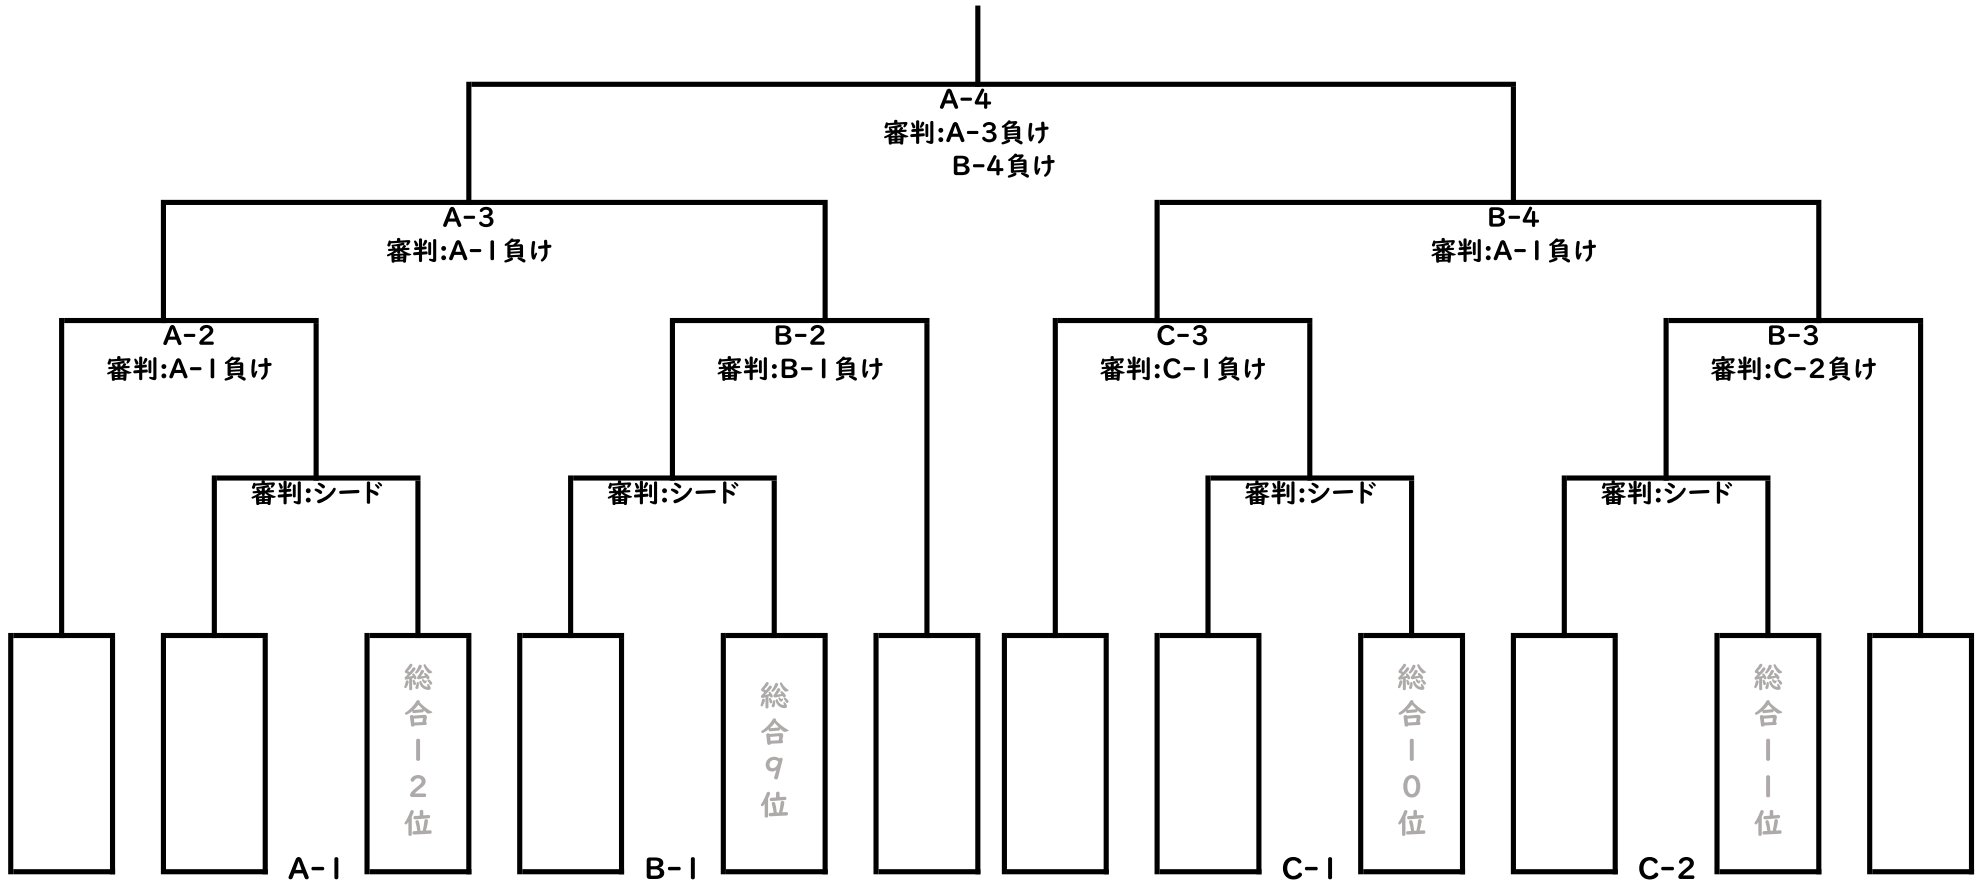 A-4
審判:A-3負け
B-4負け
A-3
審判:A-1負け
B-4
審判:A-1負け
A-2
審判:A-1負け
B-2
審判:B-1負け
C-3
審判:C-1負け
B-3
審判:C-2負け
審判:シード
審判:シード
審判:シード
審判:シード
総合12位
総合9位
総合10位
総合11位
A-1
B-1
C-1
C-2